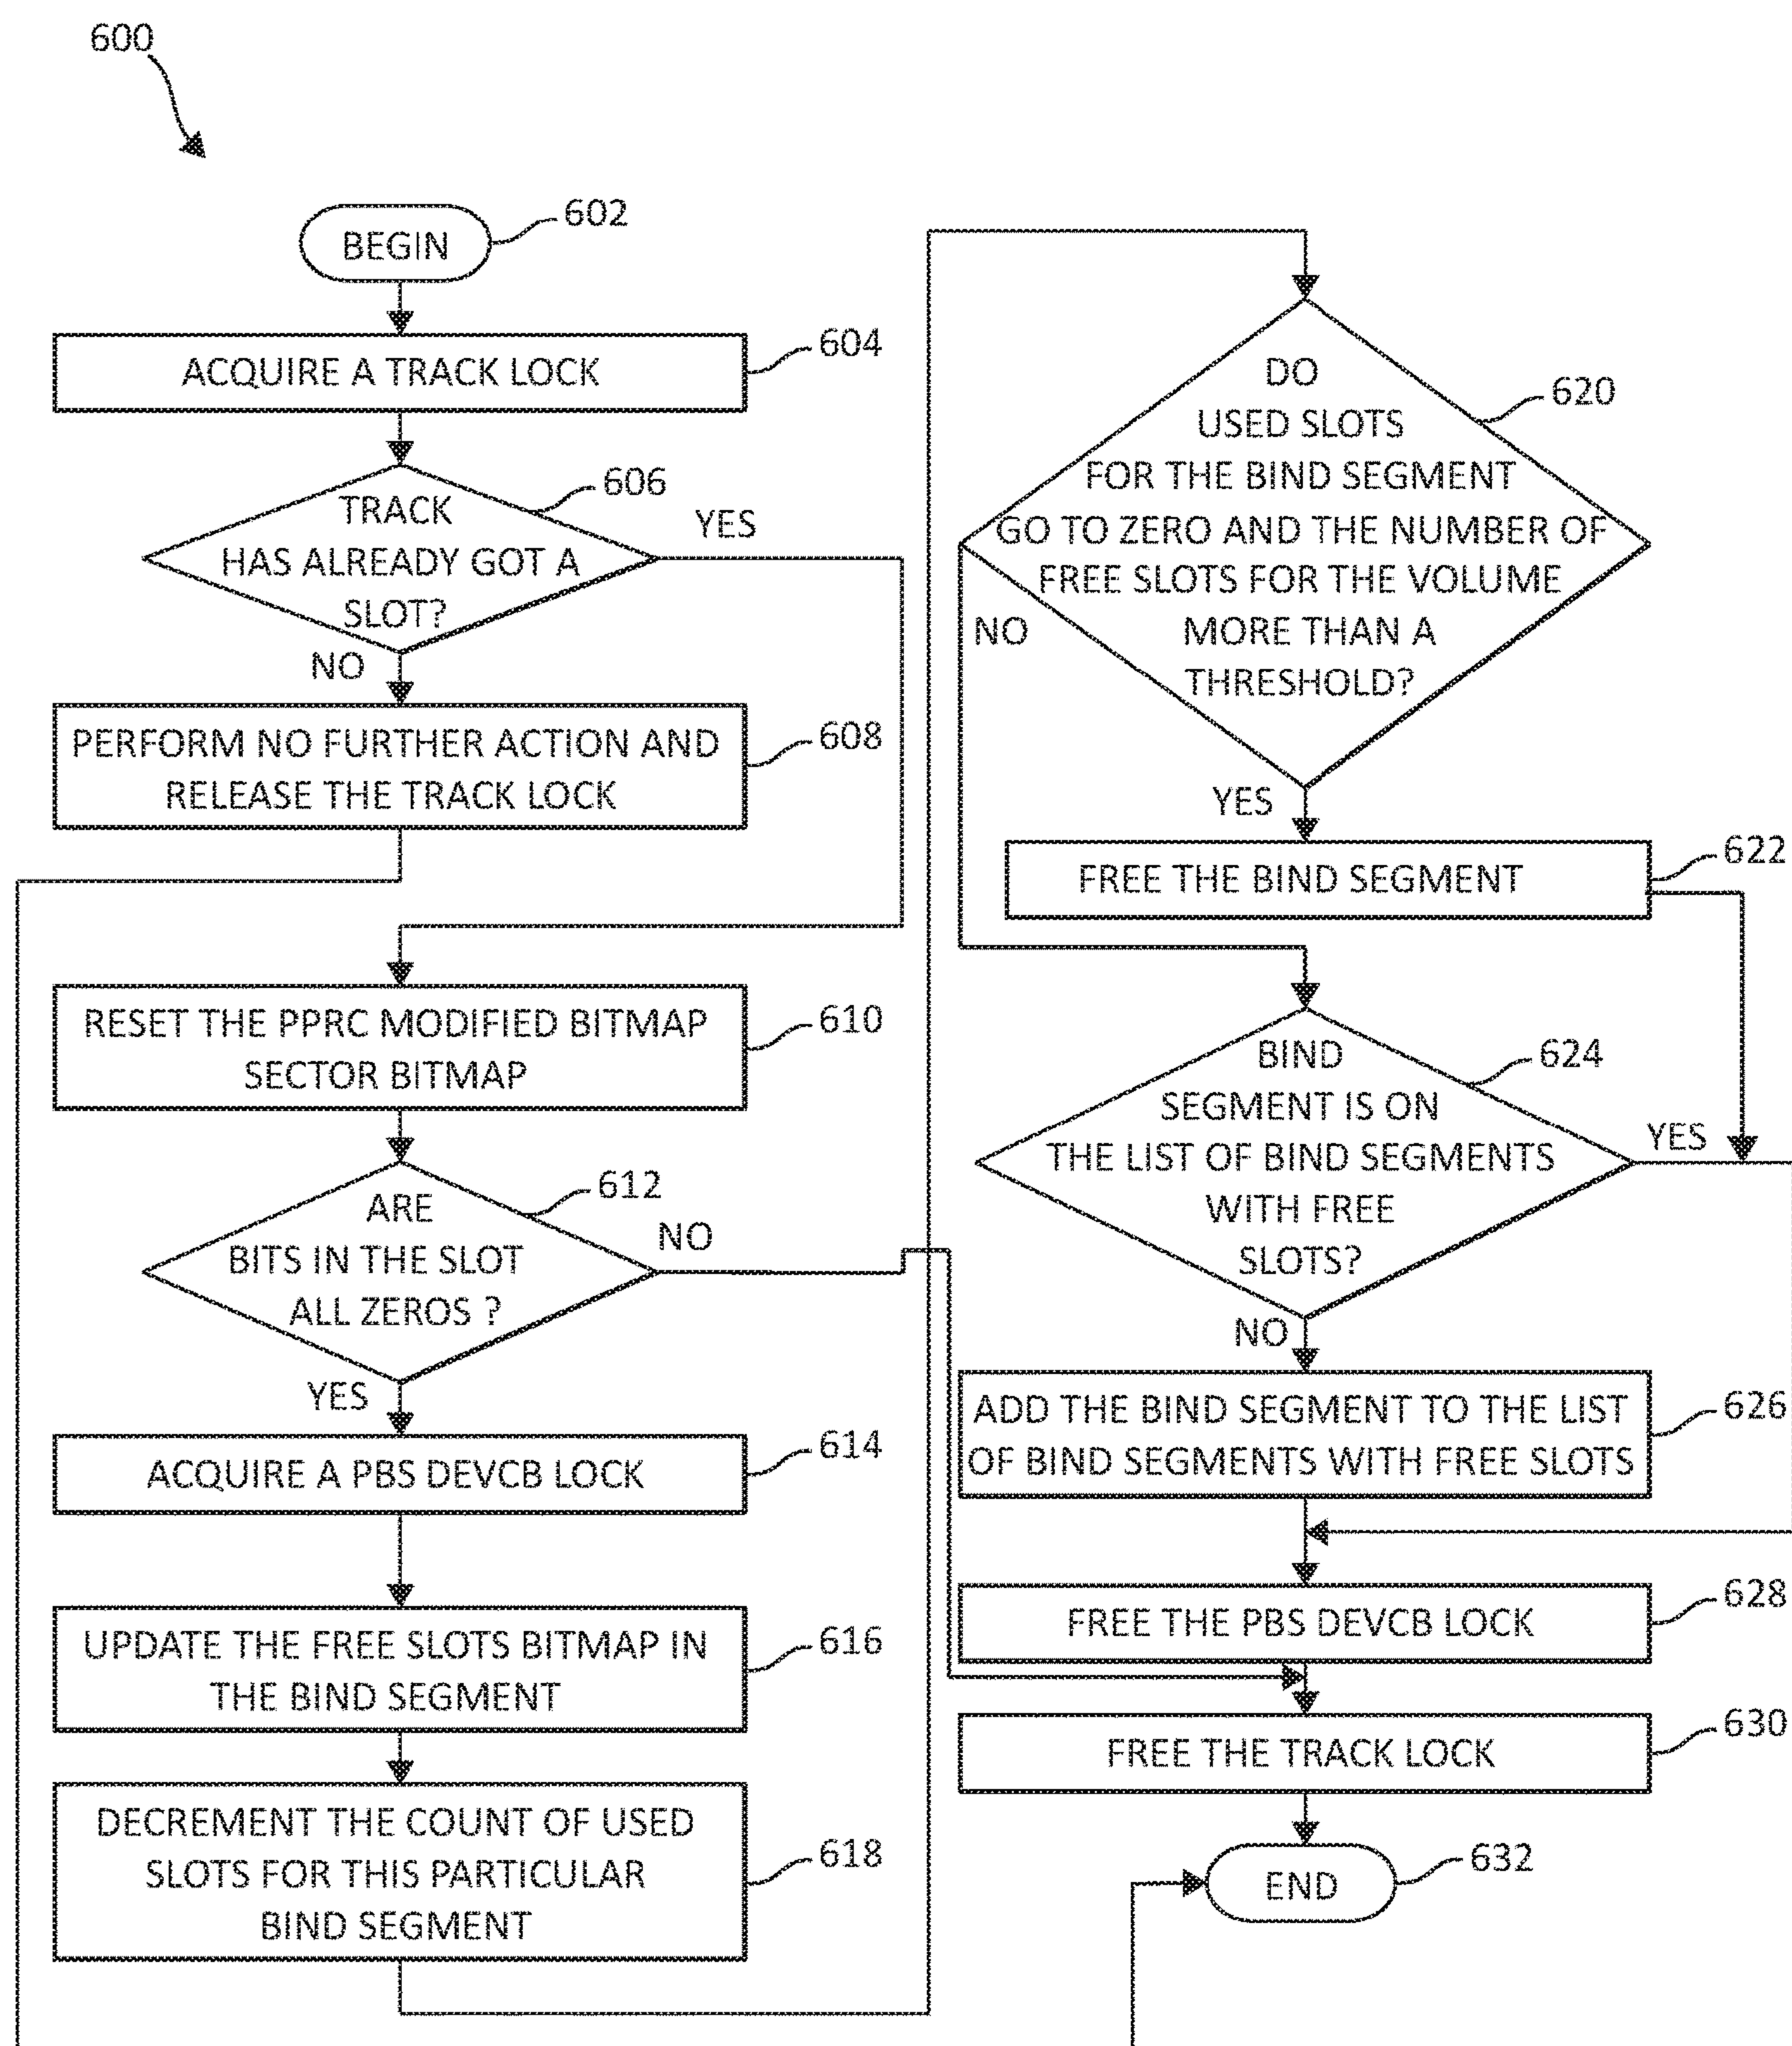 600
BEGIN
602
ACQUIRE A TRACK LOCK
604
TRACK
HAS ALREADY GOT A
SLOT?
606
YES
NO
PERFORM NO FURTHER ACTION AND
RELEASE THE TRACK LOCK
608
RESET THE PPRC MODIFIED BITMAP
SECTOR BITMAP
610
ARE
BITS IN THE SLOT
ALL ZEROS ?
612
NO
YES
ACQUIRE A PBS DEVCB LOCK
614
UPDATE THE FREE SLOTS BITMAP IN
THE BIND SEGMENT
616
DECREMENT THE COUNT OF USED
SLOTS FOR THIS PARTICULAR
BIND SEGMENT
618
DO
USED SLOTS
FOR THE BIND SEGMENT
GO TO ZERO AND THE NUMBER OF
FREE SLOTS FOR THE VOLUME
MORE THAN A
THRESHOLD?
620
NO
YES
FREE THE BIND SEGMENT
622
BIND
SEGMENT IS ON
THE LIST OF BIND SEGMENTS
WITH FREE
SLOTS?
624
YES
NO
ADD THE BIND SEGMENT TO THE LIST
OF BIND SEGMENTS WITH FREE SLOTS
626
FREE THE PBS DEVCB LOCK
628
FREE THE TRACK LOCK
630
END
632